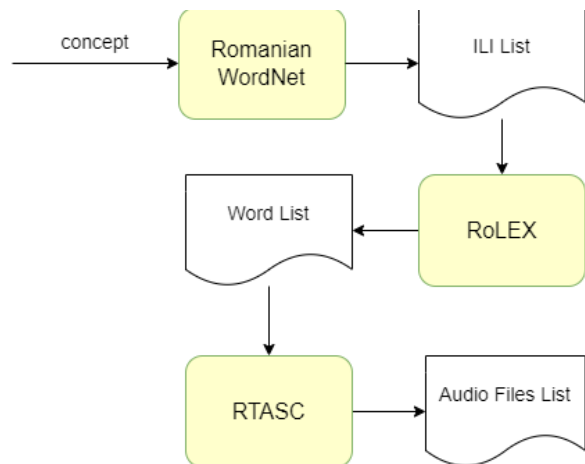 concept
Romanian
WordNet
ILI List
RoLEX
Word List
RTASC
Audio Files List